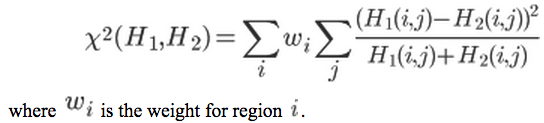 χ²(H₁,H₂)=∑ᵢ wᵢ ∑ⱼ (H₁(i,j)−H₂(i,j))² / H₁(i,j)+H₂(i,j)
where wᵢ is the weight for region i.